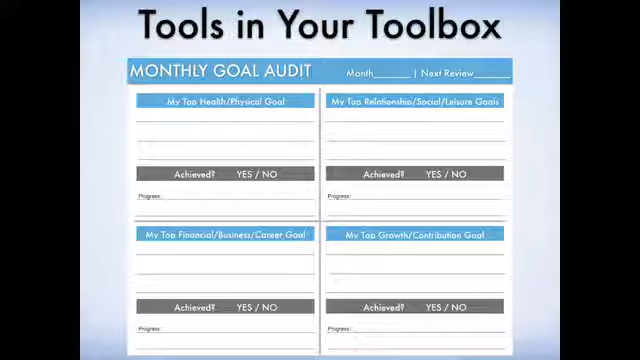 Tools in Your Toolbox
MONTHLY GOAL AUDIT Month_______ | Next Review_______
My Top Health/Physical Goal
My Top Relationship/Social/Leisure Goals
Achieved? YES / NO
Achieved? YES / NO
Progress:
Progress:
My Top Financial/Business/Career Goal
My Top Growth/Contribution Goal
Achieved? YES / NO
Achieved? YES / NO
Progress:
Progress: